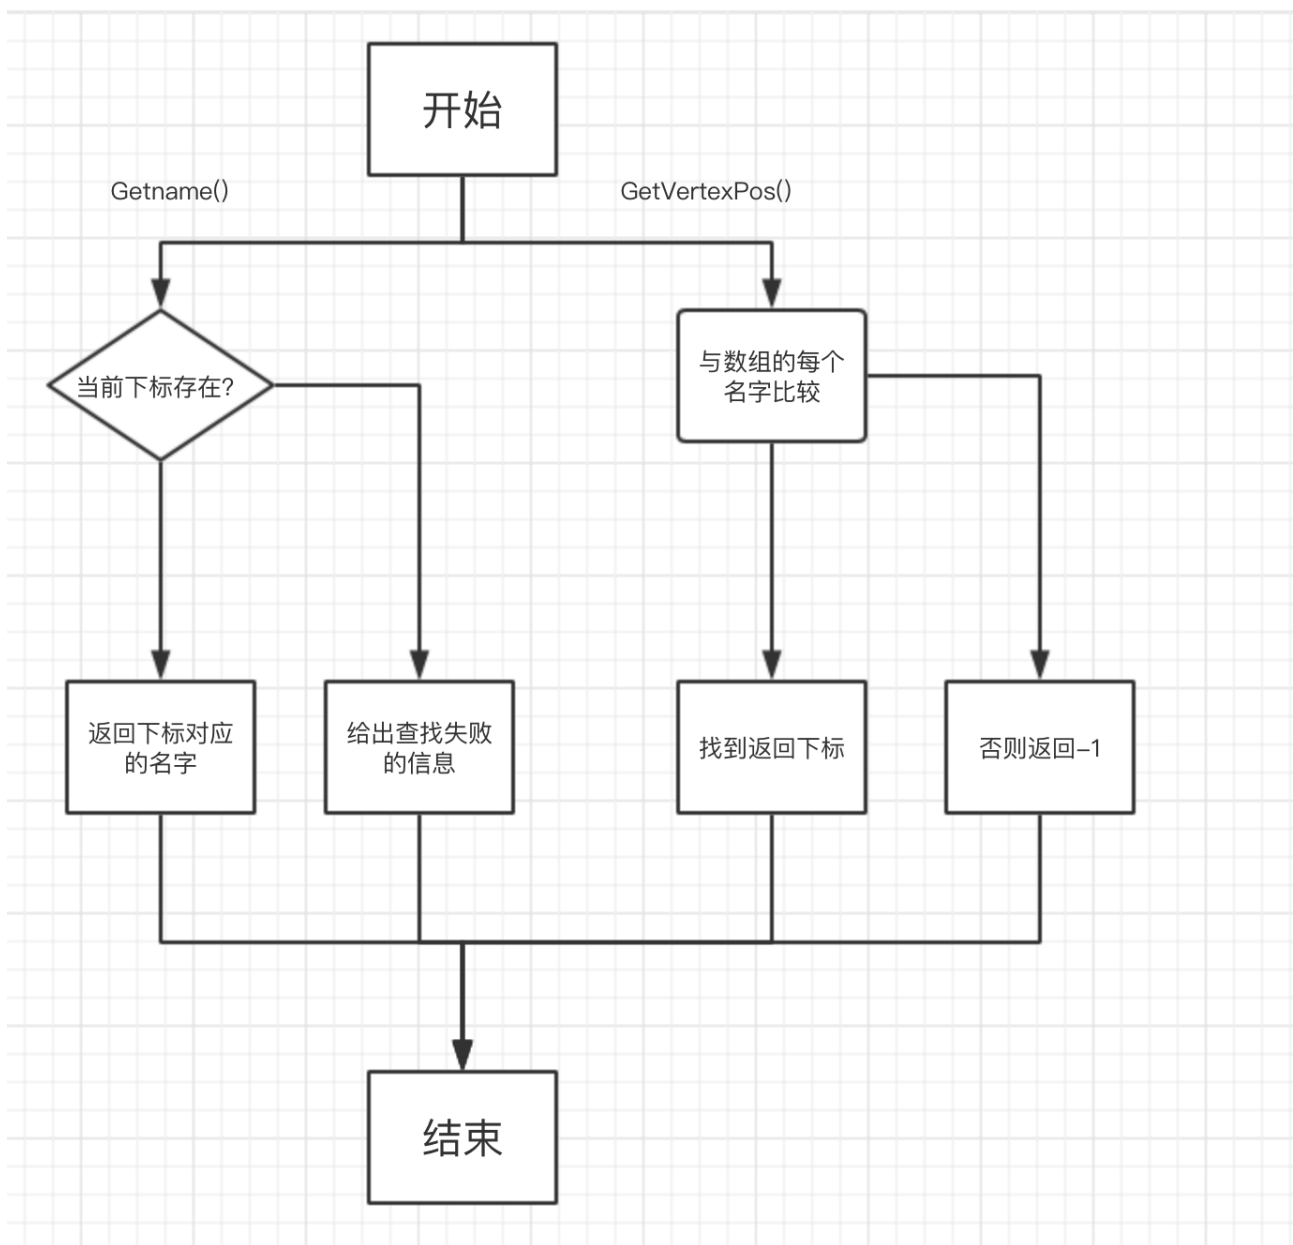 开始
Getname()
GetVertexPos()
当前下标存在?
与数组的每个
名字比较
返回下标对应
的名字
给出查找失败
的信息
找到返回下标
否则返回-1
结束